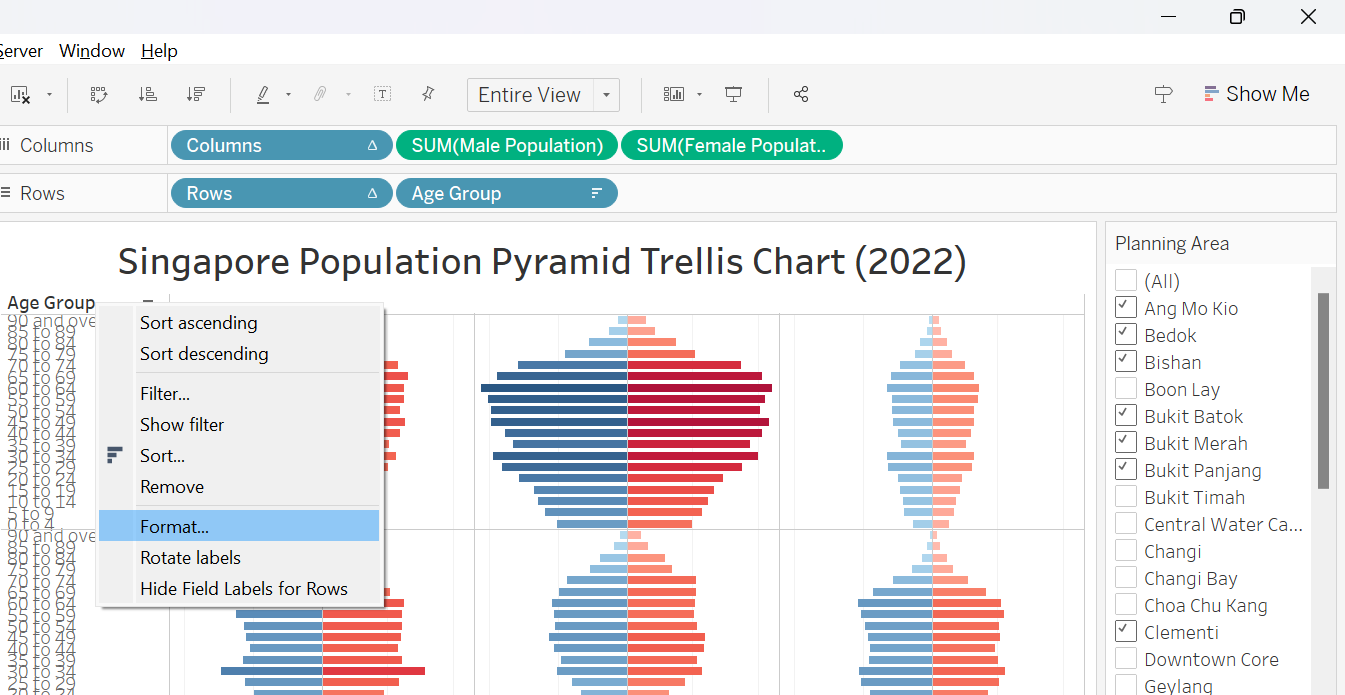 Server Window Help
Entire View
Show Me
Columns
Columns
SUM(Male Population)
SUM(Female Populat..
Rows
Rows
Age Group
Singapore Population Pyramid Trellis Chart (2022)
Age Group
90 and ove
85 to 89
80 to 84
75 to 79
70 to 74
65 to 69
60 to 64
55 to 59
50 to 54
45 to 49
40 to 44
35 to 39
30 to 34
25 to 29
20 to 24
15 to 19
10 to 14
5 to 9
0 to 4
90 and ove
85 to 89
80 to 84
75 to 79
70 to 74
65 to 69
60 to 64
55 to 59
50 to 54
45 to 49
40 to 44
35 to 39
30 to 34
25 to 29
20 to 24
Sort ascending
Sort descending
Filter...
Show filter
Sort...
Remove
Format...
Rotate labels
Hide Field Labels for Rows
Planning Area
(All)
Ang Mo Kio
Bedok
Bishan
Boon Lay
Bukit Batok
Bukit Merah
Bukit Panjang
Bukit Timah
Central Water Ca...
Changi
Changi Bay
Choa Chu Kang
Clementi
Downtown Core
Geylang